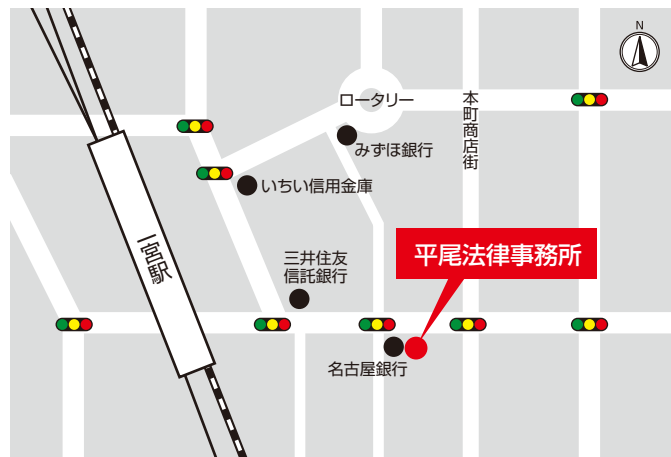 N
ロータリー
本町商店街
みずほ銀行
いちい信用金庫
一宮駅
平尾法律事務所
三井住友
信託銀行
名古屋銀行